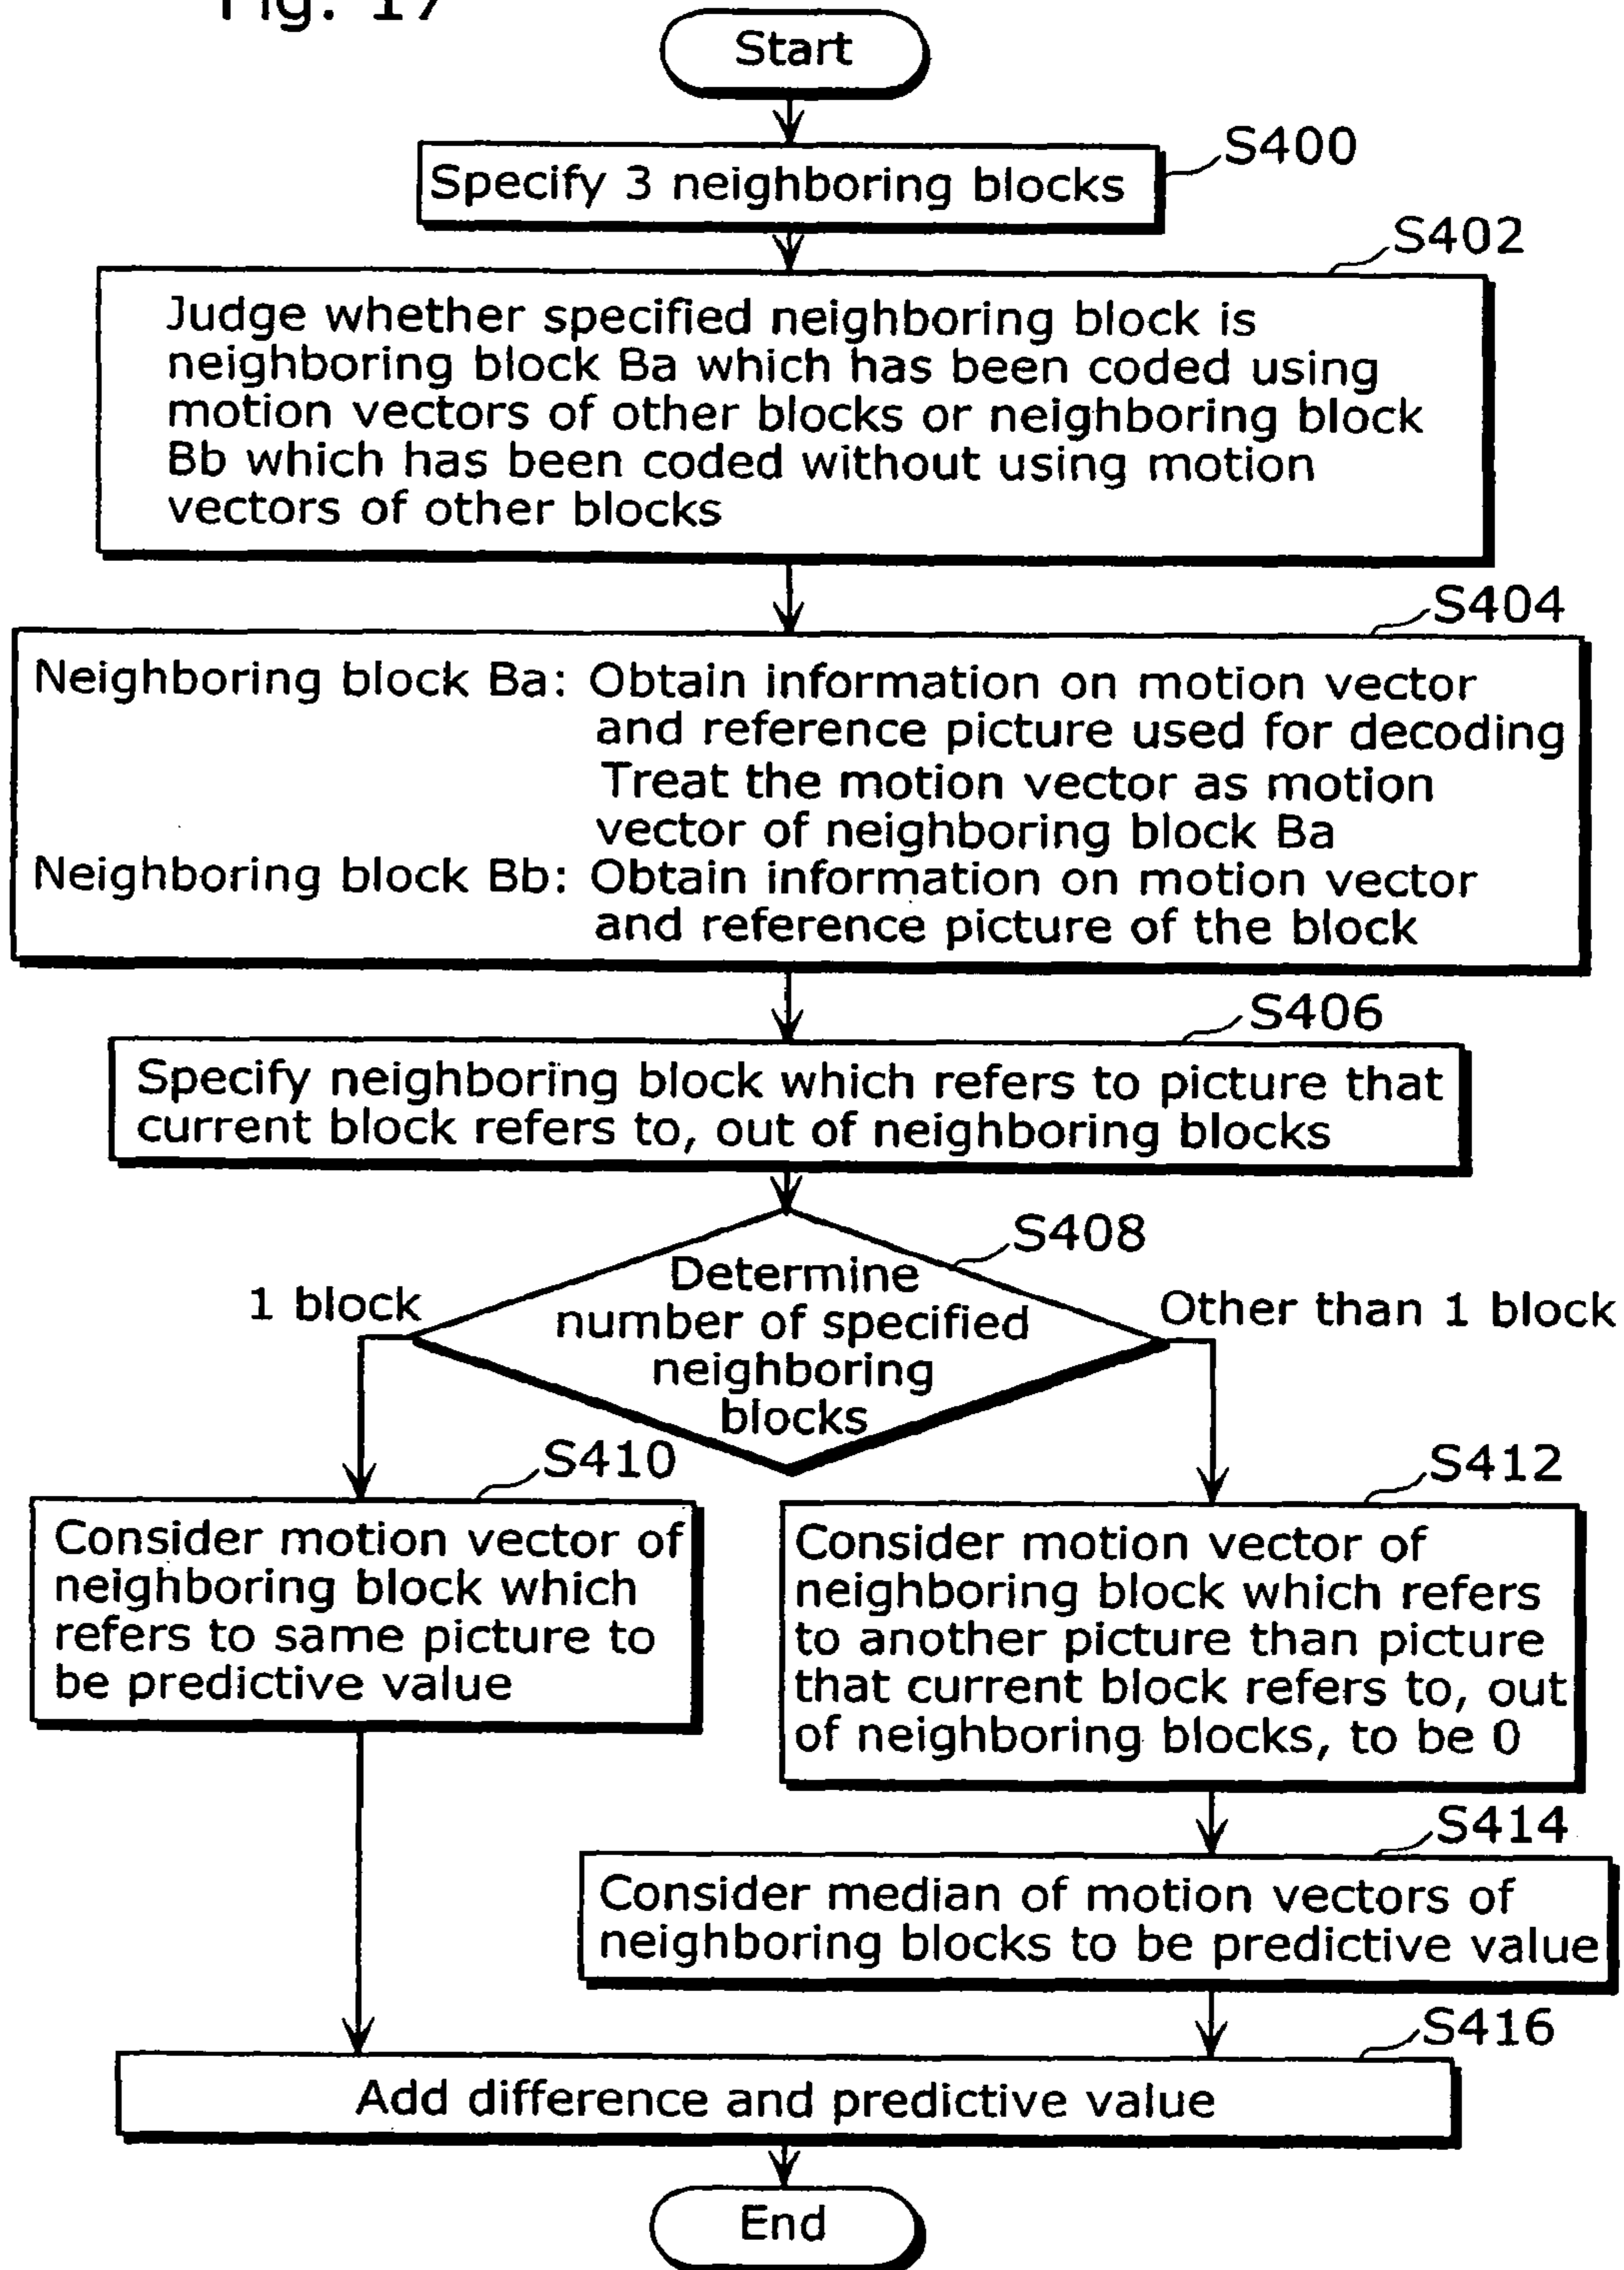 Fig. 17
Start
S400
Specify 3 neighboring blocks
S402
Judge whether specified neighboring block is
neighboring block Ba which has been coded using
motion vectors of other blocks or neighboring block
Bb which has been coded without using motion
vectors of other blocks
S404
Neighboring block Ba: Obtain information on motion vector
and reference picture used for decoding
Treat the motion vector as motion
vector of neighboring block Ba
Neighboring block Bb: Obtain information on motion vector
and reference picture of the block
S406
Specify neighboring block which refers to picture that
current block refers to, out of neighboring blocks
S408
Determine
number of specified
neighboring
blocks
1 block
Other than 1 block
S410
Consider motion vector of
neighboring block which
refers to same picture to
be predictive value
S412
Consider motion vector of
neighboring block which refers
to another picture than picture
that current block refers to, out
of neighboring blocks, to be 0
S414
Consider median of motion vectors of
neighboring blocks to be predictive value
S416
Add difference and predictive value
End